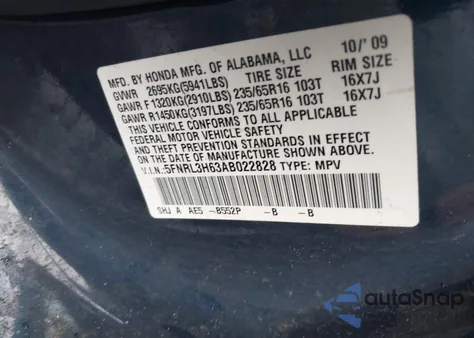 MFD. BY HONDA MFG. OF ALABAMA, LLC 10/' 09
GVWR 2695KG(5941LBS) TIRE SIZE RIM SIZE
GAWR F 1320KG(2910LBS) 235/65R16 103T 16X7J
GAWR R1450KG(3197LBS) 235/65R16 103T 16X7J
THIS VEHICLE CONFORMS TO ALL APPLICABLE
FEDERAL MOTOR VEHICLE SAFETY, BUMPER,
AND THEFT PREVENTION STANDARDS IN EFFECT
ON THE DATE OF MANUFACTURE SHOWN ABOVE.
V.I.N.:5FNRL3H63AB022828 TYPE: MPV
SHJ A AE5 -B552P -B -B
autoSnap